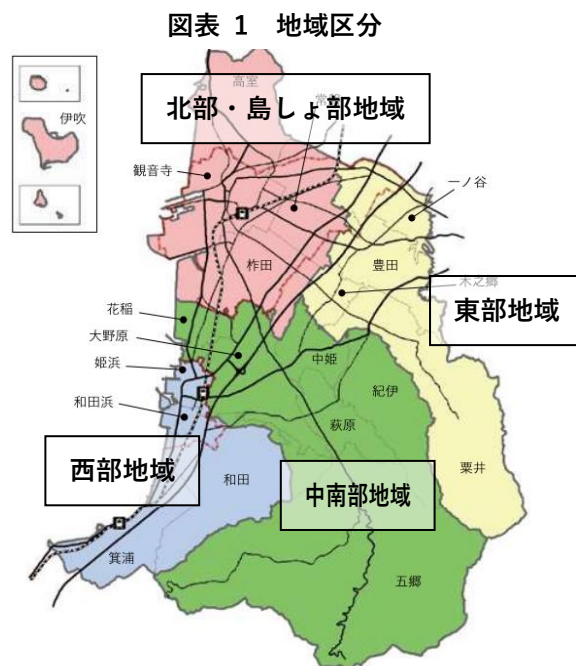 図表 1 地域区分
高室
伊吹
北部・島しょ部地域
観音寺
一ノ谷
柞田
豊田
木之郷
花稲
東部地域
大野原
姫浜
中姫
紀伊
和田浜
萩原
西部地域
和田
中南部地域
粟井
箕浦
五郷